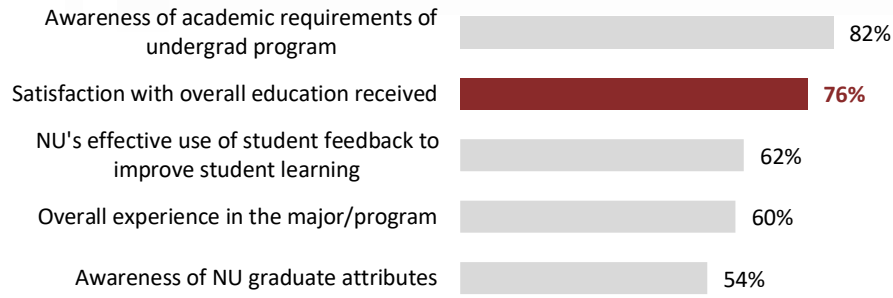 Awareness of academic requirements of
undergrad program
82%
Satisfaction with overall education received
76%
NU's effective use of student feedback to
improve student learning
62%
Overall experience in the major/program
60%
Awareness of NU graduate attributes
54%